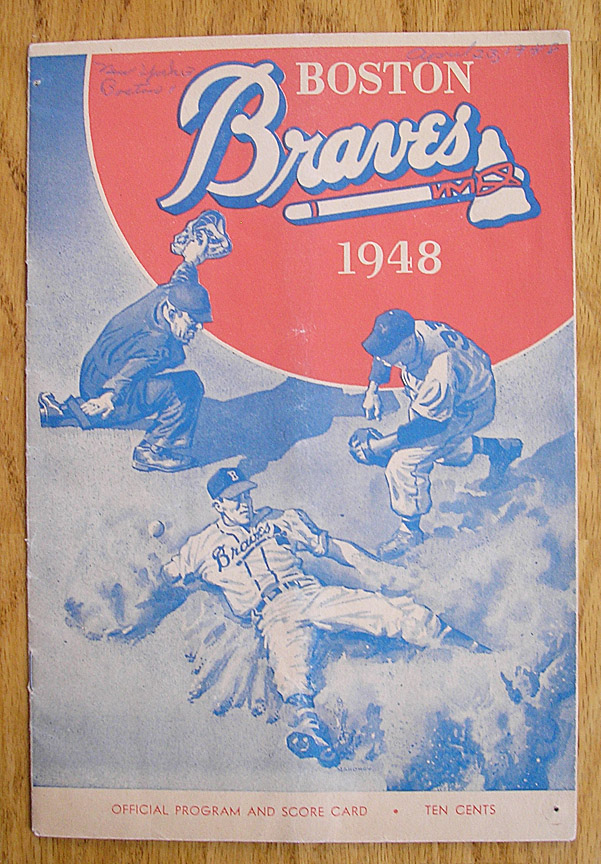 New York
Boston
BOSTON
Braves
1948
B
Braves
OFFICIAL PROGRAM AND SCORE CARD • TEN CENTS